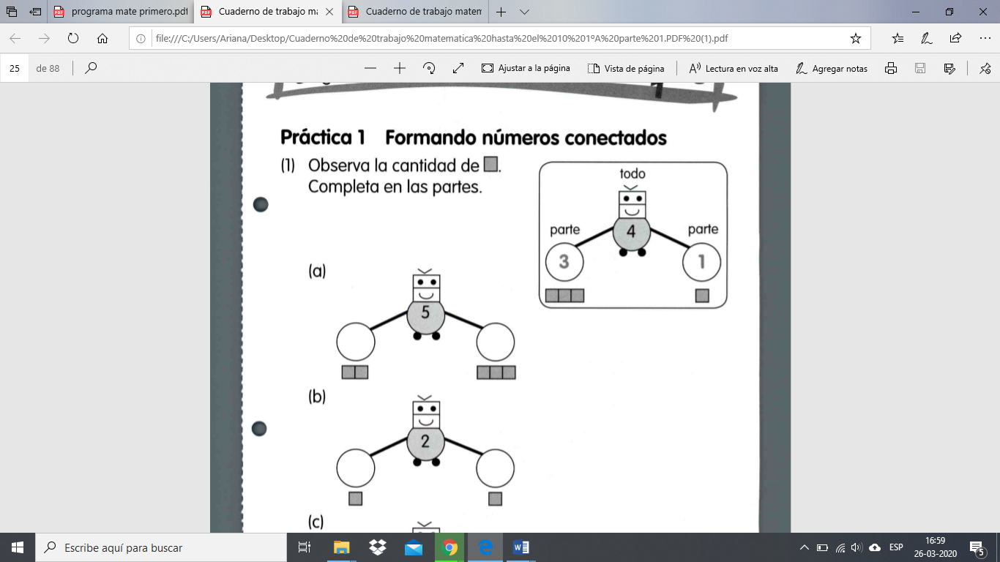 programa mate primero.pdf
Cuaderno de trabajo ma
Cuaderno de trabajo matem
file:///C:/Users/Ariana/Desktop/Cuaderno%20de%20trabajo%20matematica%20hasta%20el%2010%201ºA%20parte%201.PDF%20(1).pdf
25 de 88
Ajustar a la página
Vista de página
Lectura en voz alta
Agregar notas
Práctica 1 Formando números conectados
(1) Observa la cantidad de
Completa en las partes.
todo
parte 4 parte
3 1
(a)
5
(b)
2
(c)
Escribe aquí para buscar
ESP
16:59
26-03-2020
5